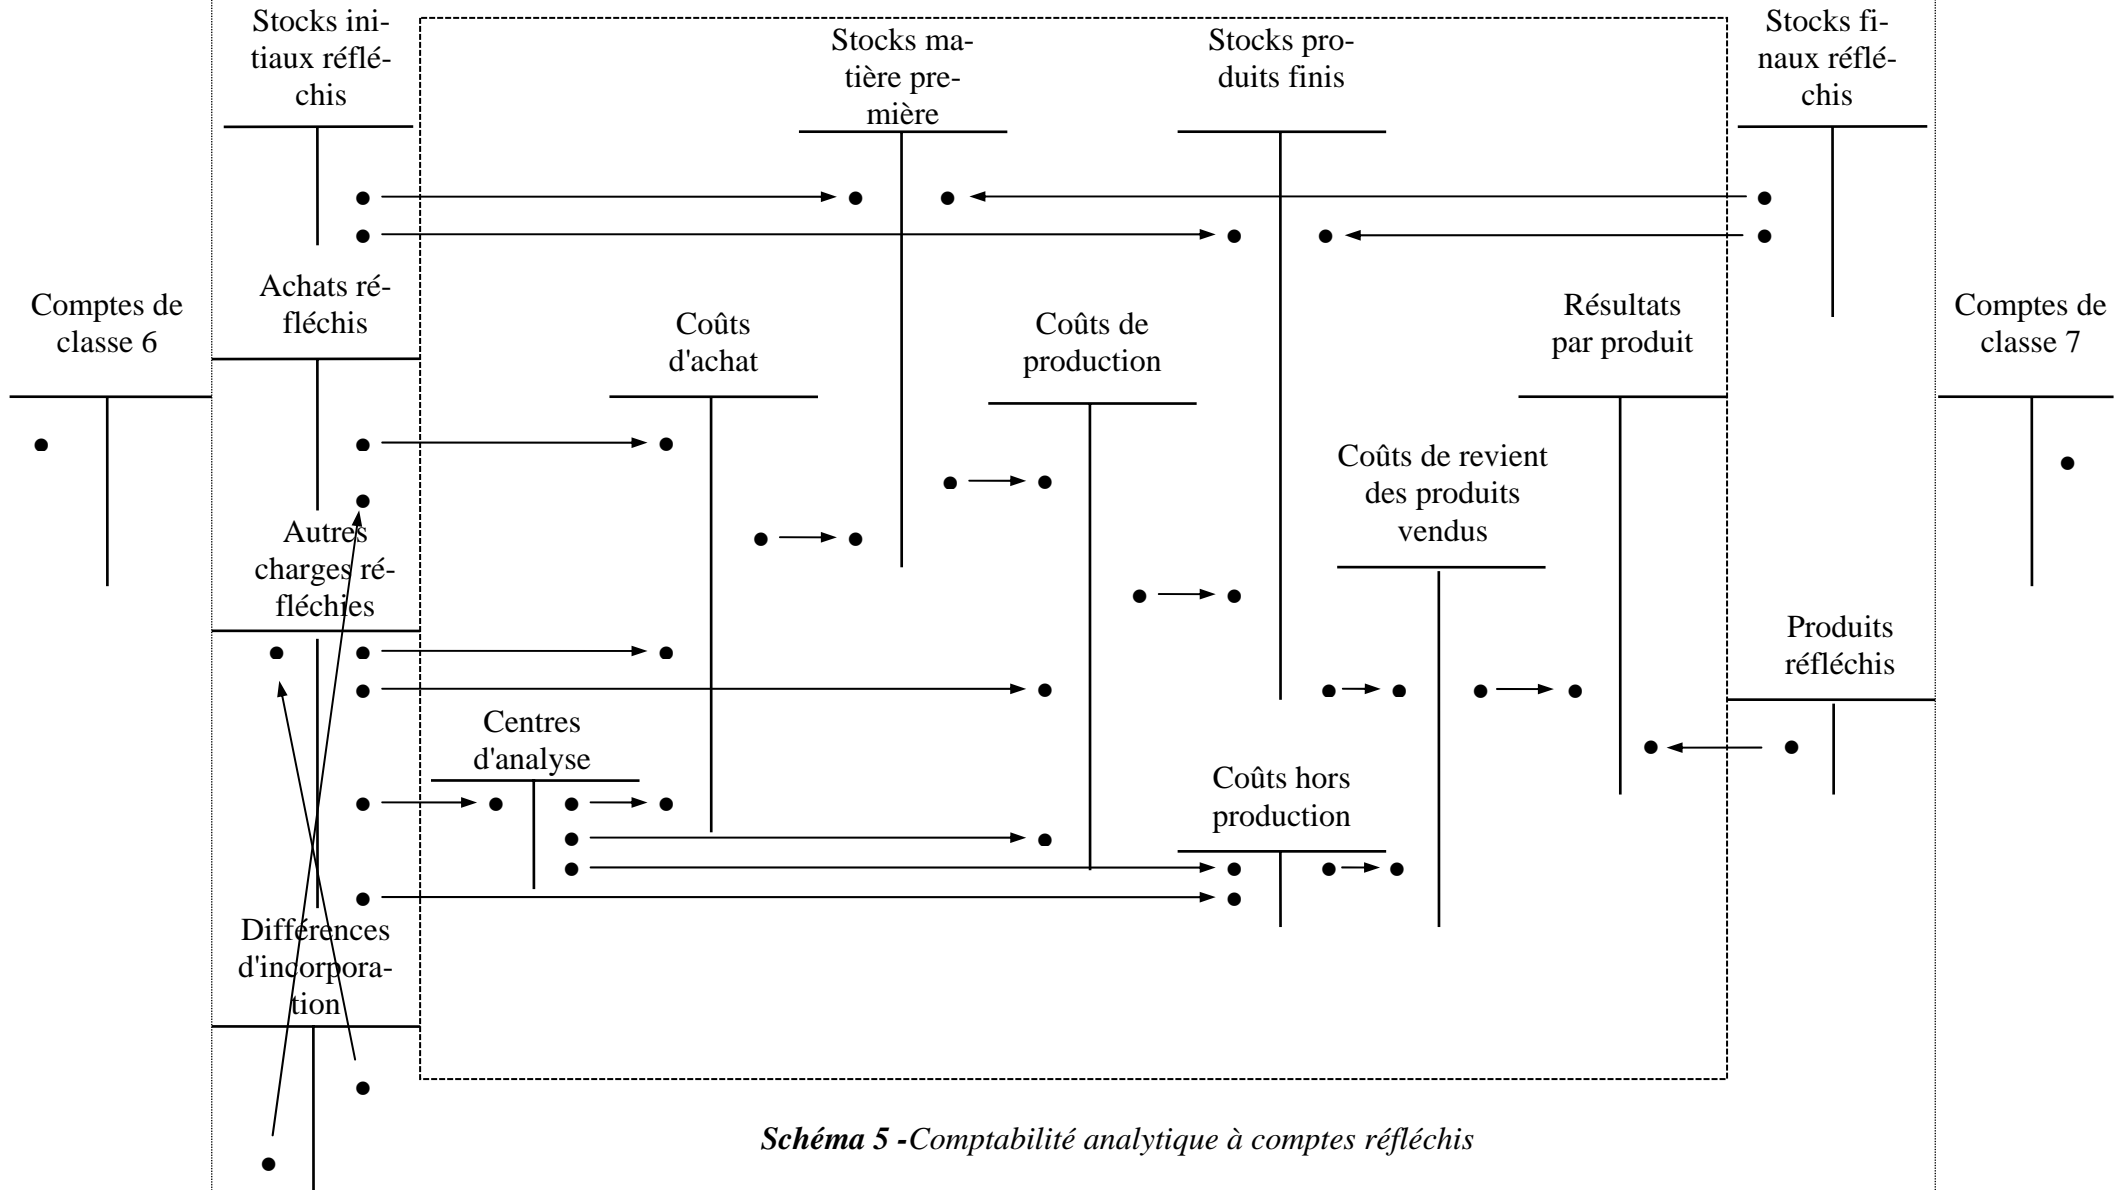 Stocks ini-
tiaux réflé-
chis
Stocks ma-
tière pre-
mière
Stocks pro-
duits finis
Stocks fi-
naux réflé-
chis
Comptes de
classe 6
Achats ré-
fléchis
Coûts
d'achat
Coûts de
production
Résultats
par produit
Comptes de
classe 7
Coûts de revient
des produits
vendus
Autres
charges ré-
fléchies
Produits
réfléchis
Centres
d'analyse
Coûts hors
production
Différences
d'incorpora-
tion
Schéma 5 -Comptabilité analytique à comptes réfléchis